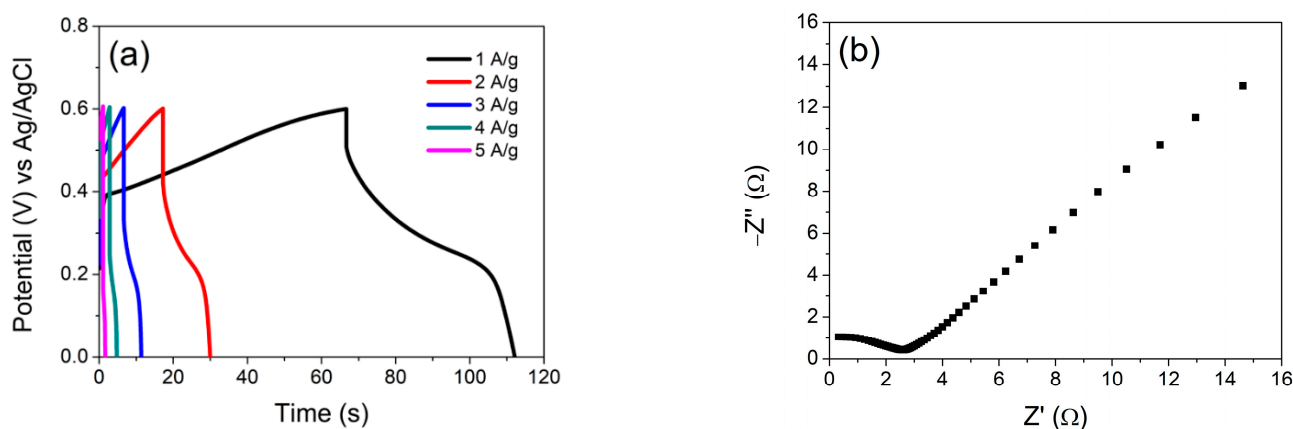 (a)
1 A/g
2 A/g
3 A/g
4 A/g
5 A/g
Potential (V) vs Ag/AgCl
0.8
0.6
0.4
0.2
0.0
0 20 40 60 80 100 120
Time (s)
(b)
−Z" (Ω)
16
14
12
10
8
6
4
2
0
0 2 4 6 8 10 12 14 16
Z' (Ω)